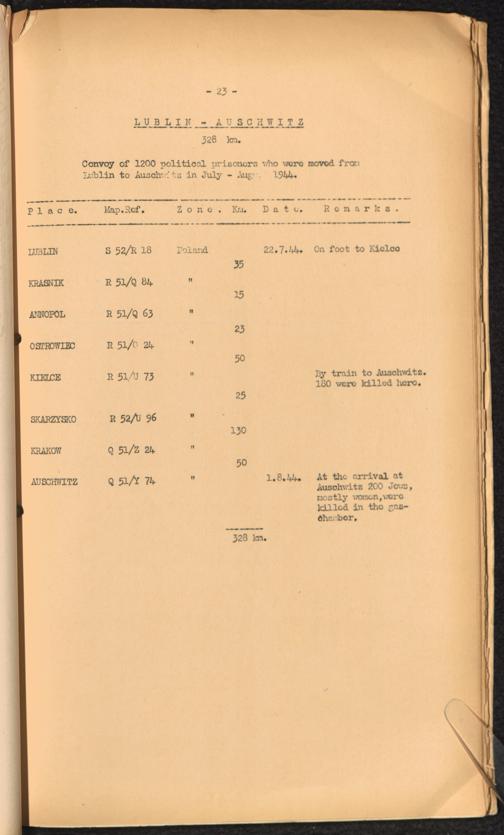 - 23 -
LUBLIN - AUSCHWITZ
328 km.
Convoy of 1200 political prisoners who were moved from
Lublin to Auschwitz in July - Aug. 1944.
Place. Map.Ref. Zone. Km. Date. Remarks.
LUBLIN S 52/R 18 Poland 22.7.44. On foot to Kielce
35
KRASNIK R 51/Q 84 "
15
ANNOPOL R 51/Q 63 "
23
OSTROWIEC R 51/ 24 "
50
KIELCE R 51/U 73 " By train to Auschwitz.
180 were killed here.
25
SKARZYSKO R 52/U 96 "
130
KRAKOW Q 51/Z 24 "
50
AUSCHWITZ Q 51/Y 74 " 1.8.44. At the arrival at
Auschwitz 200 Jews,
mostly women,were
killed in the gas-
chamber.
328 km.